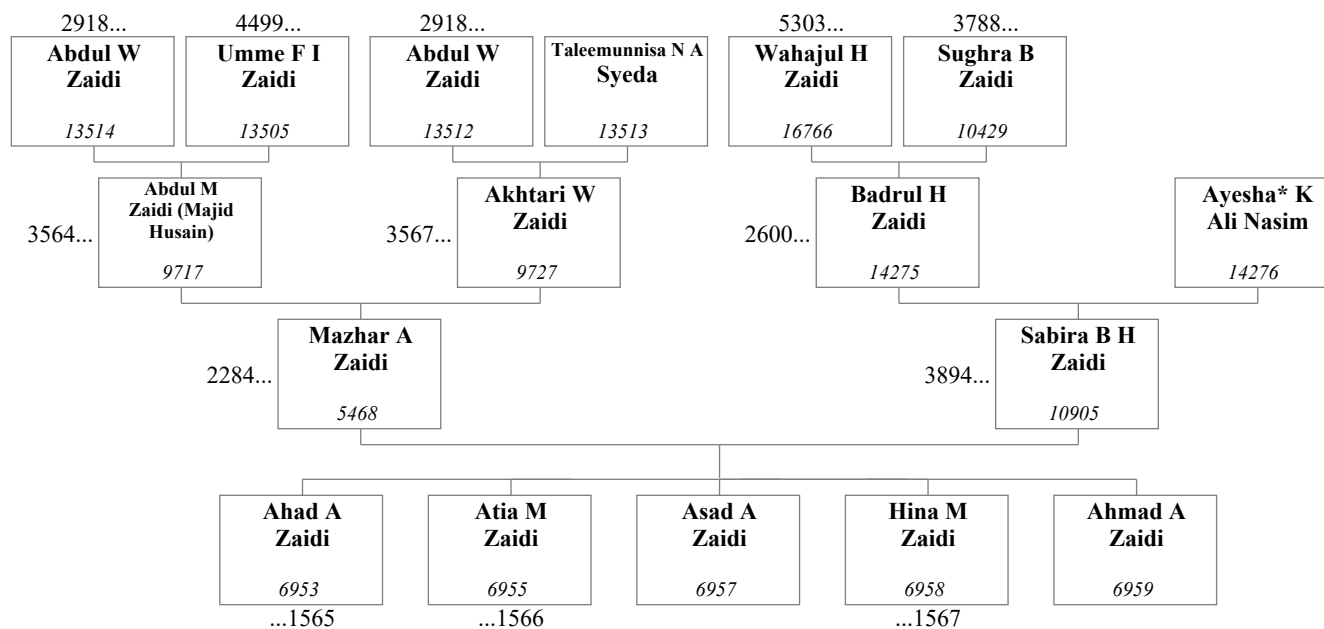 2918...
4499...
2918...
5303...
3788...
Abdul W
Zaidi
13514
Umme F I
Zaidi
13505
Abdul W
Zaidi
13512
Taleemunnisa N A
Syeda
13513
Wahajul H
Zaidi
16766
Sughra B
Zaidi
10429
3564...
Abdul M
Zaidi (Majid
Husain)
9717
3567...
Akhtari W
Zaidi
9727
2600...
Badrul H
Zaidi
14275
Ayesha* K
Ali Nasim
14276
2284...
Mazhar A
Zaidi
5468
3894...
Sabira B H
Zaidi
10905
Ahad A
Zaidi
6953
...1565
Atia M
Zaidi
6955
...1566
Asad A
Zaidi
6957
Hina M
Zaidi
6958
...1567
Ahmad A
Zaidi
6959